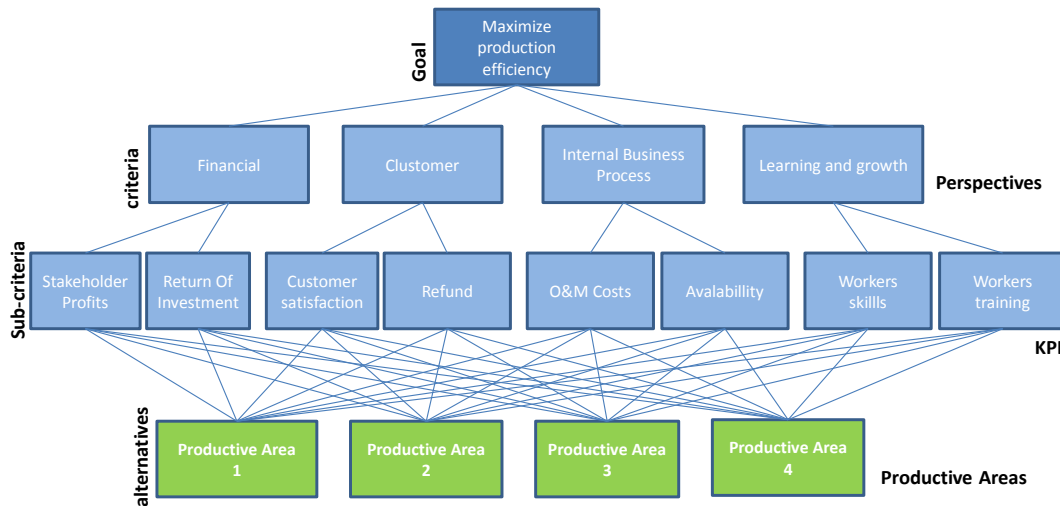 Goal
Maximize
production
efficiency
criteria
Financial
Clustomer
Internal Business
Process
Learning and growth
Perspectives
Sub-criteria
Stakeholder
Profits
Return Of
Investment
Customer
satisfaction
Refund
O&M Costs
Avalabillity
Workers
skillls
Workers
training
KPI
alternatives
Productive Area
1
Productive Area
2
Productive Area
3
Productive Area
4
Productive Areas